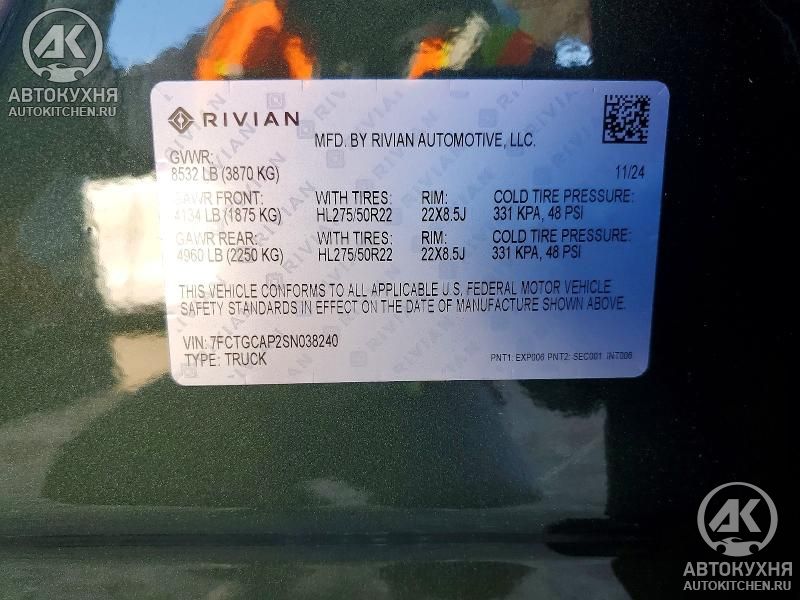 АВТОКУХНЯ
AUTOKITCHEN.RU
RIVIAN
MFD. BY RIVIAN AUTOMOTIVE, LLC.
GVWR:
8532 LB (3870 KG)
11/24
GAWR FRONT: WITH TIRES: RIM: COLD TIRE PRESSURE:
4134 LB (1875 KG) HL275/50R22 22X8.5J 331 KPA, 48 PSI
GAWR REAR: WITH TIRES: RIM: COLD TIRE PRESSURE:
4960 LB (2250 KG) HL275/50R22 22X8.5J 331 KPA, 48 PSI
THIS VEHICLE CONFORMS TO ALL APPLICABLE U.S. FEDERAL MOTOR VEHICLE
SAFETY STANDARDS IN EFFECT ON THE DATE OF MANUFACTURE SHOWN ABOVE.
VIN: 7FCTGCAP2SN038240
TYPE: TRUCK
PNT1: EXP006 PNT2: SEC001 INT006
АВТОКУХНЯ
AUTOKITCHEN.RU